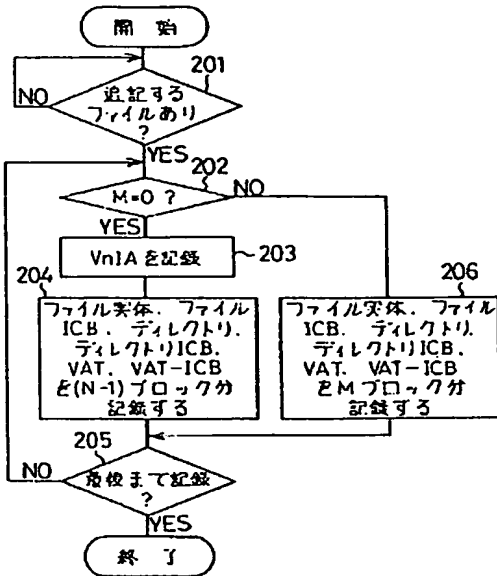 開始
201
追記する
ファイルあり
?
NO
YES
202
M=0 ?
NO
YES
VnIAを記録
203
204
ファイル実体、ファイル
ICB、ディレクトリ、
ディレクトリICB、
VAT、VAT-ICB
を(N-1)ブロック分
記録する
206
ファイル実体、ファイル
ICB、ディレクトリ、
ディレクトリICB、
VAT、VAT-ICB
をMブロック分
記録する
205
最後まで記録
?
NO
YES
終了